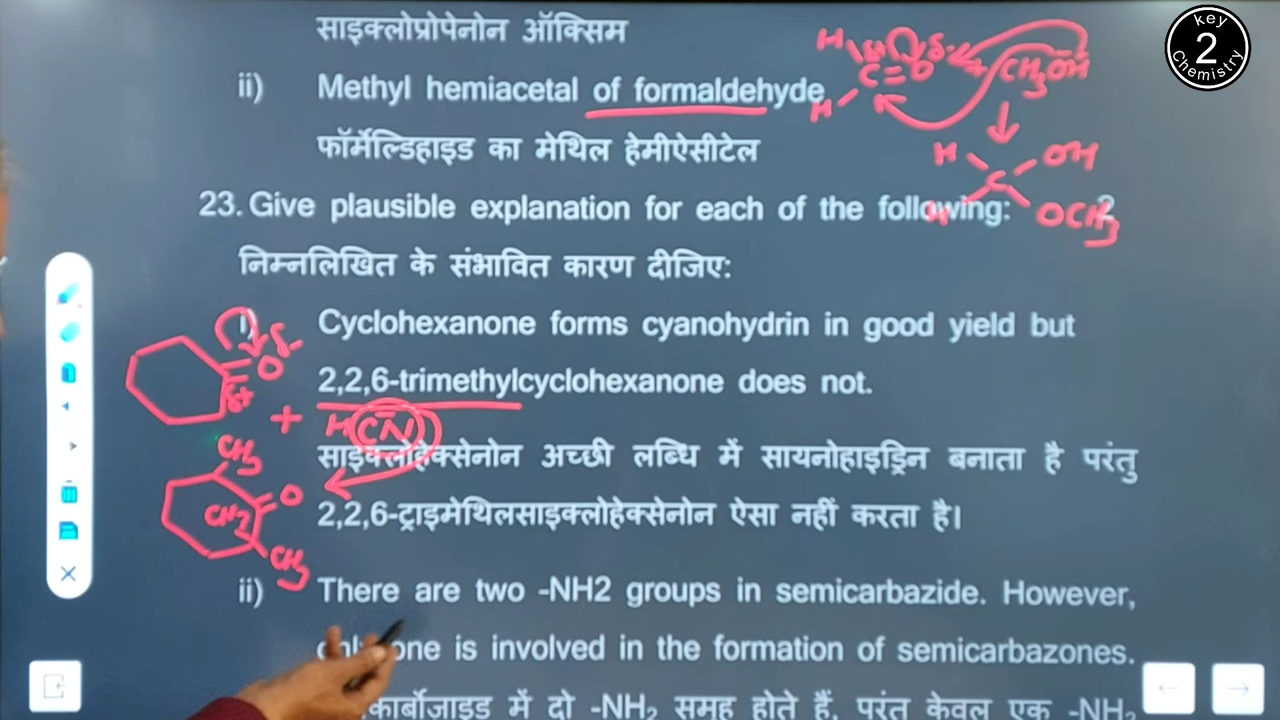 साइक्लोप्रोपेनोन ऑक्सिम
key
2
Chemistry
ii) Methyl hemiacetal of formaldehyde
H
δ+ δ-
C=O
H
CH3OH
फॉर्मेल्डिहाइड का मेथिल हेमीऐसीटेल
H OH
C
H OCH3
23. Give plausible explanation for each of the following: 2
निम्नलिखित के संभावित कारण दीजिए:
i) Cyclohexanone forms cyanohydrin in good yield but
O δ-
δ+
2,2,6-trimethylcyclohexanone does not.
+ HCN
साइक्लोहेक्सेनोन अच्छी लब्धि में सायनोहाइड्रिन बनाता है परंतु
CH3
O
CH3
CH3
2,2,6-ट्राइमेथिलसाइक्लोहेक्सेनोन ऐसा नहीं करता है।
ii) There are two -NH2 groups in semicarbazide. However,
one is involved in the formation of semicarbazones.
में दो -NH₂ समूह होते हैं, परंतु केवल एक -NH₂